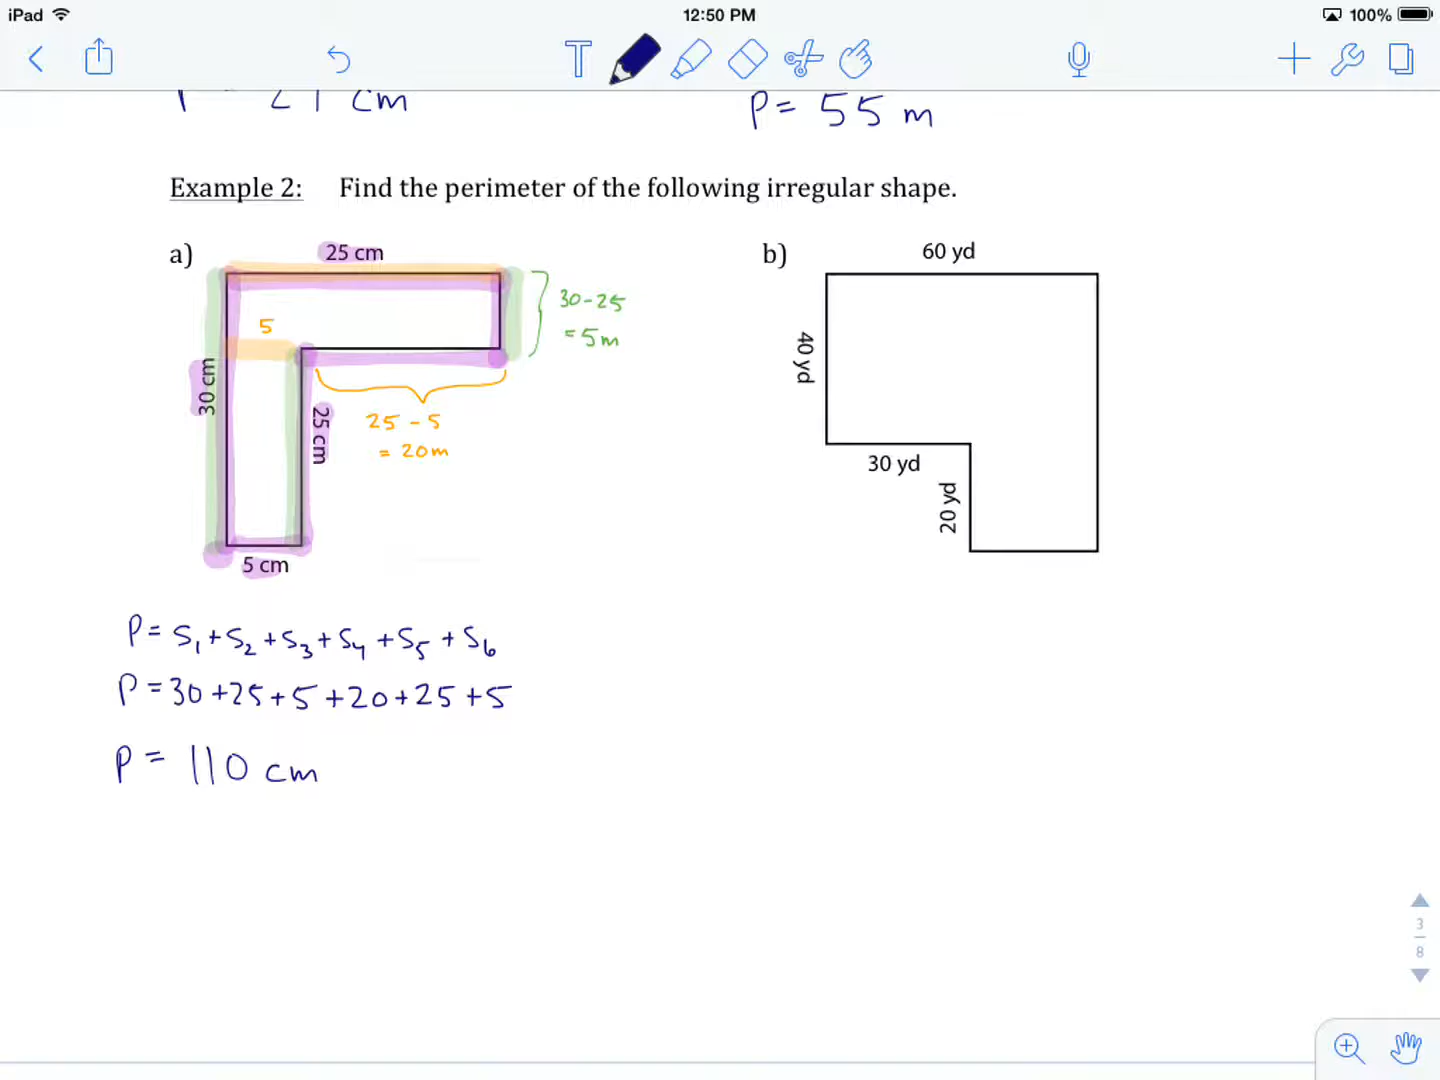 iPad 12:50 PM 100%
P= 55 m
Example 2: Find the perimeter of the following irregular shape.
a)
25 cm
30-25
= 5m
5
30 cm
25 cm
25 - 5
= 20m
5 cm
P = S1 + S2 + S3 + S4 + S5 + S6
P = 30 + 25 + 5 + 20 + 25 + 5
P = 110 cm
b)
60 yd
40 yd
30 yd
20 yd
3
8